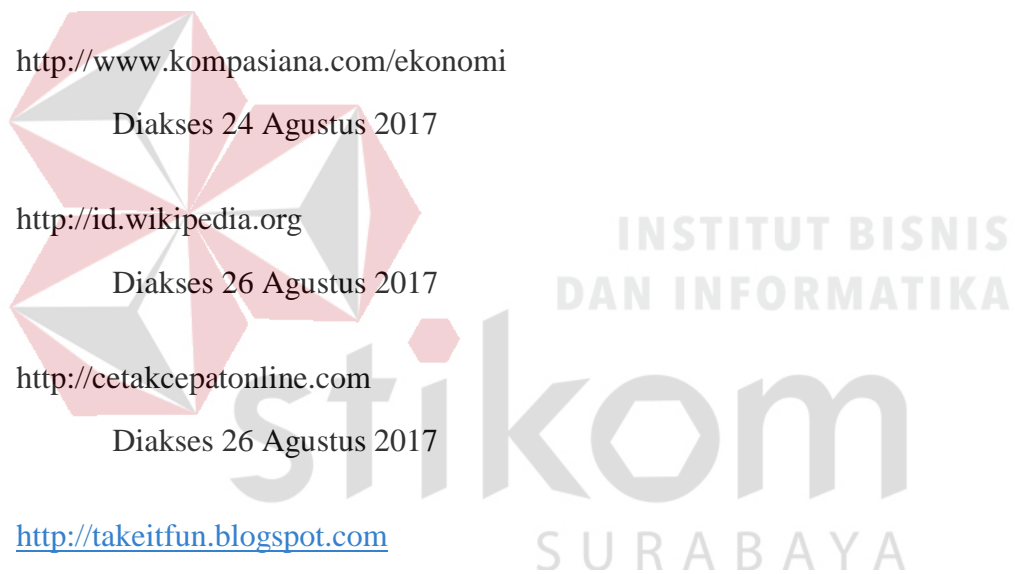 http://www.kompasiana.com/ekonomi
Diakses 24 Agustus 2017
http://id.wikipedia.org
Diakses 26 Agustus 2017
http://cetakcepatonline.com
Diakses 26 Agustus 2017
http://takeitfun.blogspot.com
INSTITUT BISNIS
DAN INFORMATIKA
stikom
SURABAYA